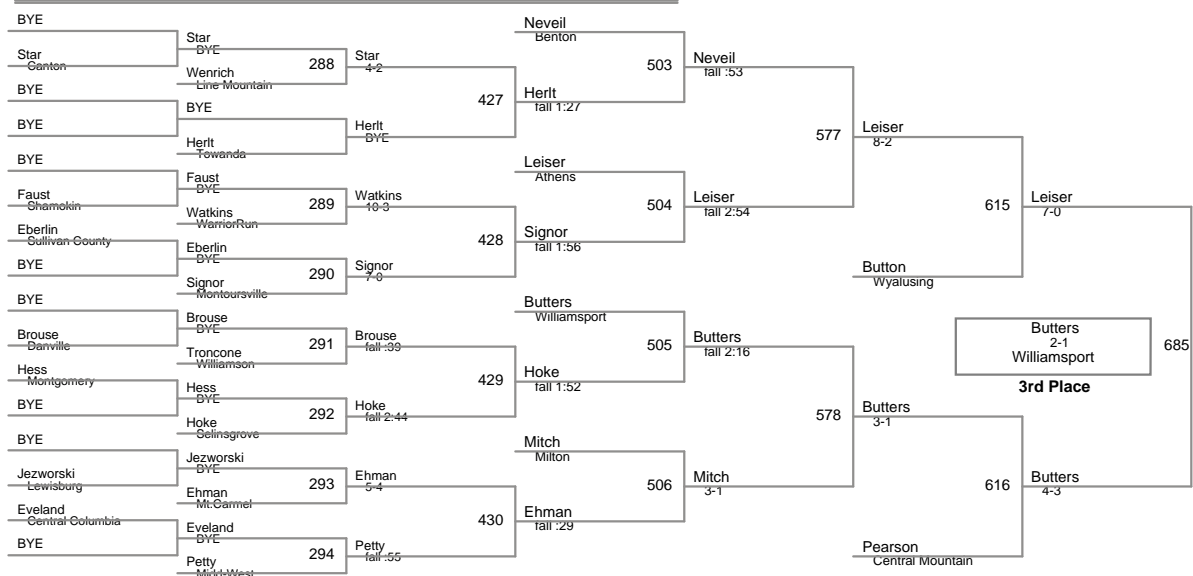 BYE
Star
Canton
BYE
BYE
BYE
Faust
Shamokin
Eberlin
Sullivan County
BYE
BYE
Brouse
Danville
Hess
Montgomery
BYE
BYE
Jezworski
Lewisburg
Eveland
Central Columbia
BYE
Star
BYE
288
Wenrich
Line Mountain
BYE
Herlt
Towanda
Faust
BYE
289
Watkins
WarriorRun
Eberlin
BYE
290
Signor
Montoursville
Brouse
BYE
291
Troncone
Williamson
Hess
BYE
292
Hoke
Selinsgrove
Jezworski
BYE
293
Ehman
Mt.Carmel
Eveland
BYE
294
Petty
Midd-West
Star
4-2
427
Herlt
BYE
Watkins
10-3
428
Signor
7-0
Brouse
fall :39
429
Hoke
fall 2:44
Ehman
5-4
430
Petty
fall :55
Neveil
Benton
503
Herlt
fall 1:27
Leiser
Athens
504
Signor
fall 1:56
Butters
Williamsport
505
Hoke
fall 1:52
Mitch
Milton
506
Ehman
fall :29
Neveil
fall :53
577
Leiser
fall 2:54
Butters
fall 2:16
578
Mitch
3-1
Leiser
8-2
615
Button
Wyalusing
Butters
3-1
616
Pearson
Central Mountain
Leiser
7-0
685
Butters
4-3
Butters
2-1
Williamsport
3rd Place